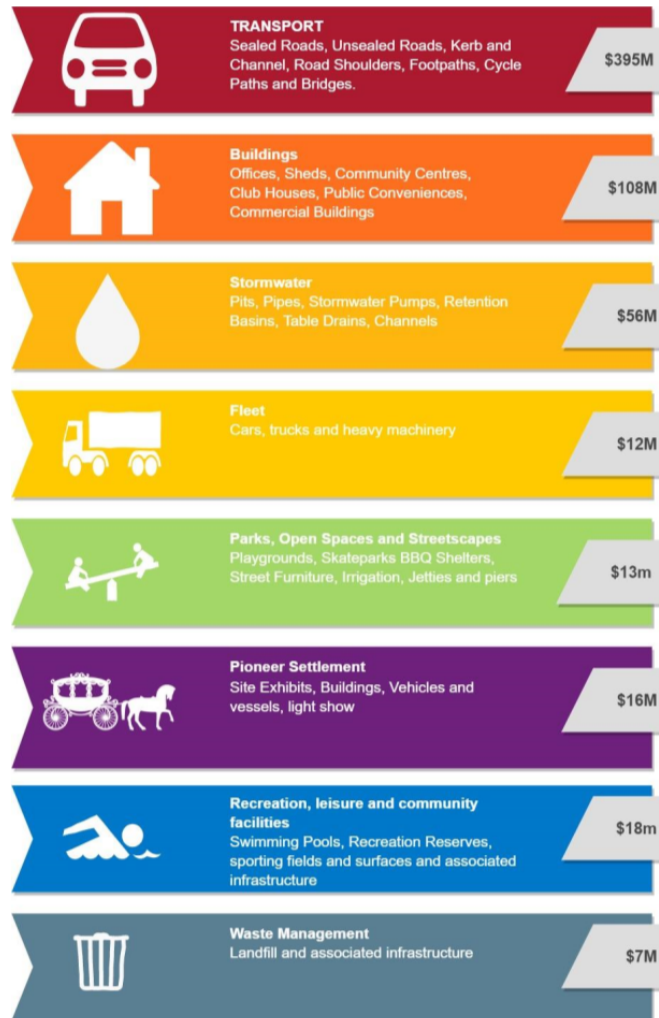 TRANSPORT
Sealed Roads, Unsealed Roads, Kerb and
Channel, Road Shoulders, Footpaths, Cycle
Paths and Bridges.
$395M
Buildings
Offices, Sheds, Community Centres,
Club Houses, Public Conveniences,
Commercial Buildings
$108M
Stormwater
Pits, Pipes, Stormwater Pumps, Retention
Basins, Table Drains, Channels
$56M
Fleet
Cars, trucks and heavy machinery
$12M
Parks, Open Spaces and Streetscapes
Playgrounds, Skateparks BBQ Shelters,
Street Furniture, Irrigation, Jetties and piers
$13m
Pioneer Settlement
Site Exhibits, Buildings, Vehicles and
vessels, light show
$16M
Recreation, leisure and community
facilities
Swimming Pools, Recreation Reserves,
sporting fields and surfaces and associated
infrastructure
$18m
Waste Management
Landfill and associated infrastructure
$7M